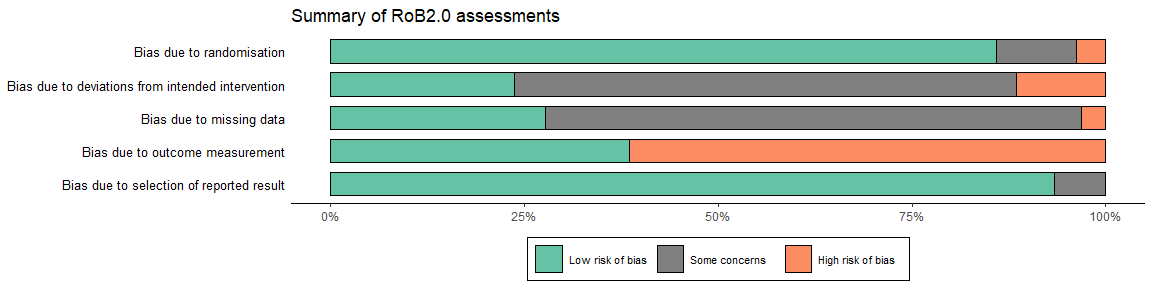 Summary of RoB2.0 assessments
Bias due to randomisation
Bias due to deviations from intended intervention
Bias due to missing data
Bias due to outcome measurement
Bias due to selection of reported result
0% 25% 50% 75% 100%
Low risk of bias Some concerns High risk of bias